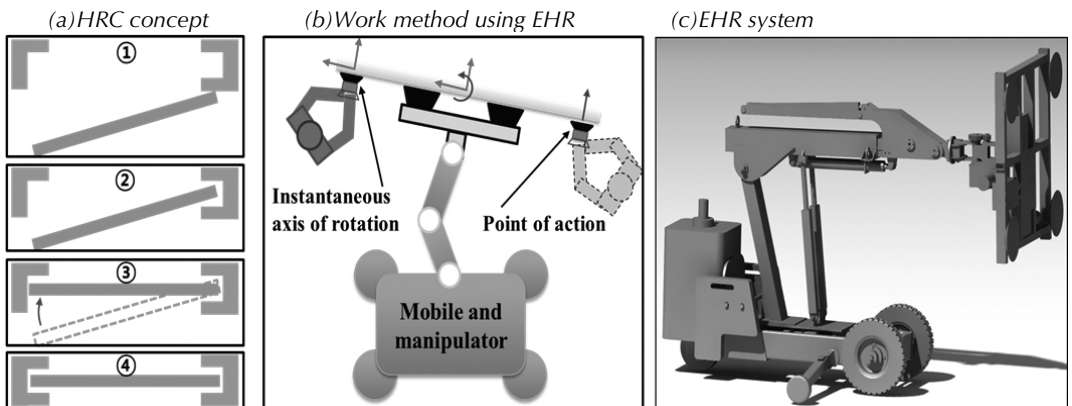 (a)HRC concept
①
②
③
④
(b)Work method using EHR
Instantaneous
axis of rotation
Point of action
Mobile and
manipulator
(c)EHR system